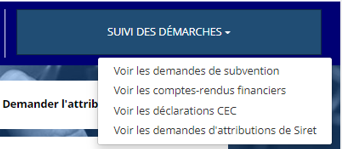 SUIVI DES DÉMARCHES
Voir les demandes de subvention
Voir les comptes-rendus financiers
Demander l'attrib
Voir les déclarations CEC
Voir les demandes d'attributions de Siret